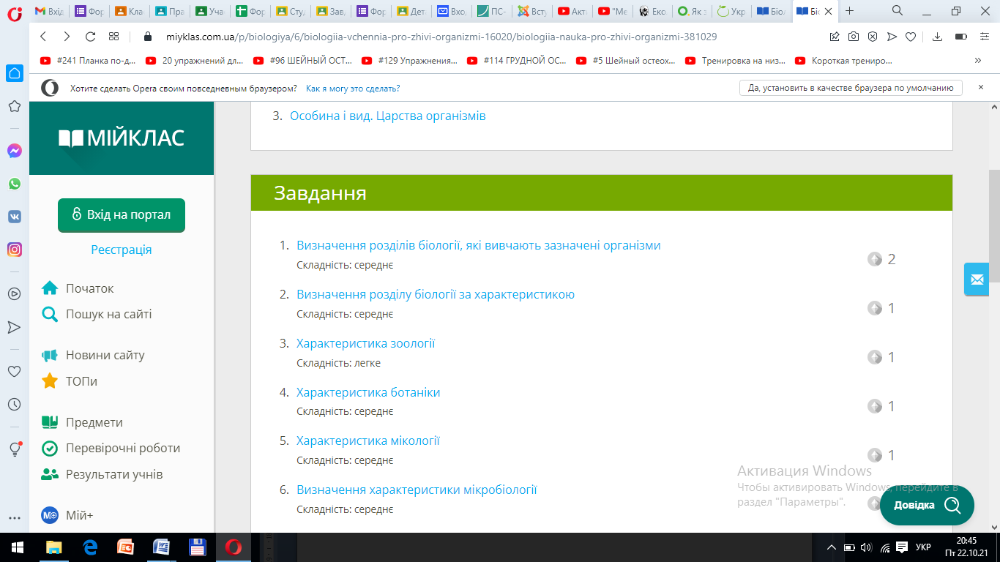 Вхід
Фор
Кла
Пра
Уча
Фор
Студ
Завд
Фор
Дет
Вхо
ПС-
Всту
Акти
"Ме
Еко
Як з
Укр
Біо
Біо
miyklas.com.ua/p/biologiya/6/biologiia-vchennia-pro-zhivi-organizmi-16020/biologiia-nauka-pro-zhivi-organizmi-381029
#241 Планка по-д...
20 упражнений дл...
#96 ШЕЙНЫЙ ОСТ...
#129 Упражнения...
#114 ГРУДНОЙ ОС...
#5 Шейный остеох...
Тренировка на низ...
Короткая трениро...
Хотите сделать Opera своим повседневным браузером? Как я могу это сделать?
Да, установить в качестве браузера по умолчанию
МІЙКЛАС
Вхід на портал
Реєстрація
Початок
Пошук на сайті
Новини сайту
ТОПи
Предмети
Перевірочні роботи
Результати учнів
М+ Мій+
3. Особина і вид. Царства організмів
Завдання
1. Визначення розділів біології, які вивчають зазначені організми
Складність: середнє
2
2. Визначення розділу біології за характеристикою
Складність: середнє
1
3. Характеристика зоології
Складність: легке
1
4. Характеристика ботаніки
Складність: середнє
1
5. Характеристика мікології
Складність: середнє
1
6. Визначення характеристики мікробіології
Складність: середнє
Активация Windows
Чтобы активировать Windows, перейдите в
раздел "Параметры".
Довідка
УКР
20:45
Пт 22.10.21